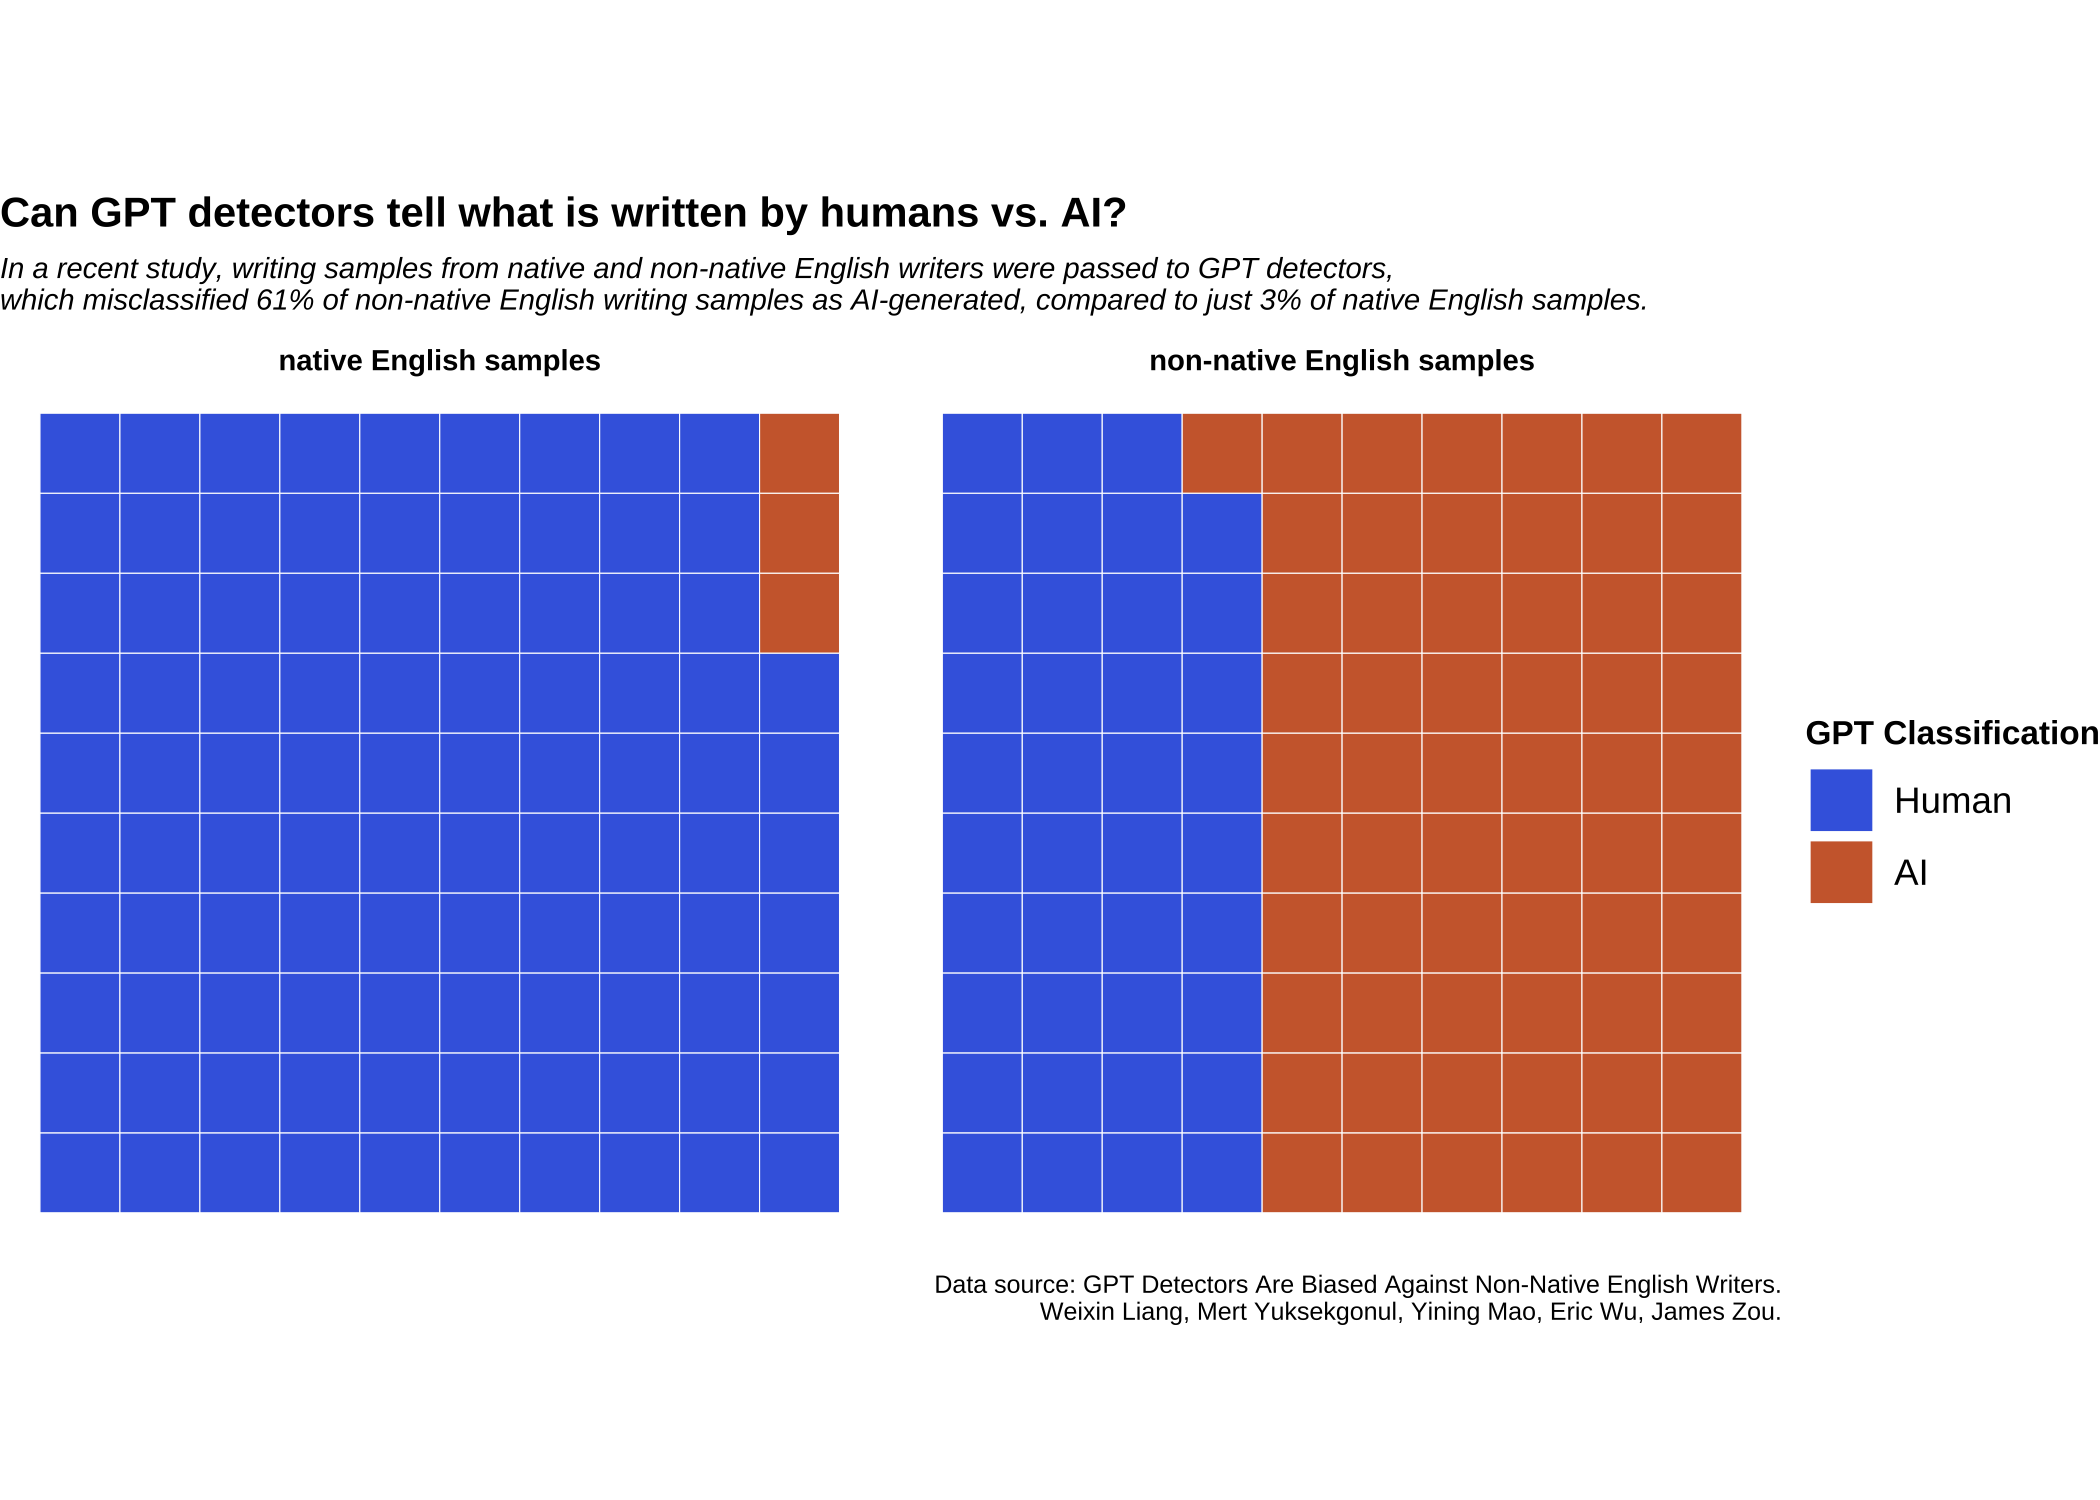 Can GPT detectors tell what is written by humans vs. AI?
In a recent study, writing samples from native and non-native English writers were passed to GPT detectors,
which misclassified 61% of non-native English writing samples as AI-generated, compared to just 3% of native English samples.
native English samples
non-native English samples
GPT Classification
Human
AI
Data source: GPT Detectors Are Biased Against Non-Native English Writers.
Weixin Liang, Mert Yuksekgonul, Yining Mao, Eric Wu, James Zou.